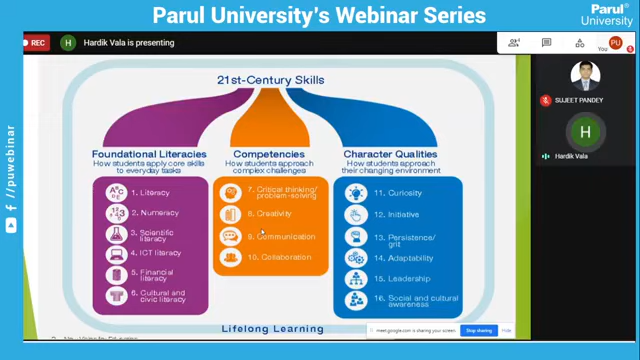 Parul University's Webinar Series
Parul®
University
REC
H
Hardik Vala is presenting
You
PU
21st-Century Skills
Foundational Literacies
How students apply core skills
to everyday tasks
1. Literacy
2. Numeracy
3. Scientific
literacy
4. ICT literacy
5. Financial
literacy
6. Cultural and
civic literacy
Competencies
How students approach
complex challenges
7. Critical thinking/
problem-solving
8. Creativity
9. Communication
10. Collaboration
Character Qualities
How students approach
their changing environment
11. Curiosity
12. Initiative
13. Persistence/
grit
14. Adaptability
15. Leadership
16. Social and cultural
awareness
Lifelong Learning
SUJEET PANDEY
H
Hardik Vala
meet.google.com is sharing your screen.
Stop sharing
Hide
/puwebinar